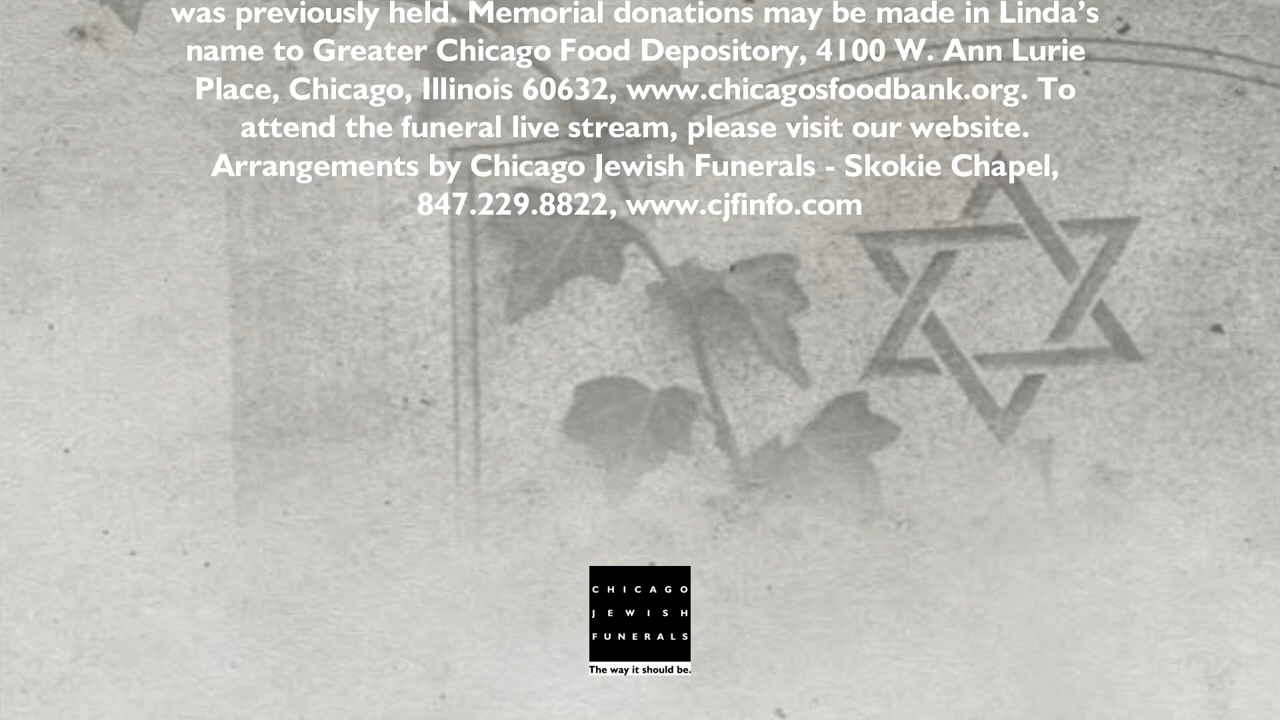 was previously held. Memorial donations may be made in Linda’s
name to Greater Chicago Food Depository, 4100 W. Ann Lurie
Place, Chicago, Illinois 60632, www.chicagosfoodbank.org. To
attend the funeral live stream, please visit our website.
Arrangements by Chicago Jewish Funerals - Skokie Chapel,
847.229.8822, www.cjfinfo.com
CHICAGO
JEWISH
FUNERALS
The way it should be.